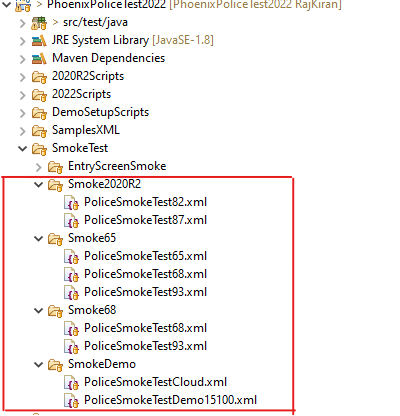 PhoenixPoliceTest2022 [PhoenixPoliceTest2022 RajKiran]
> src/test/java
JRE System Library [JavaSE-1.8]
Maven Dependencies
2020R2Scripts
2022Scripts
DemoSetupScripts
SamplesXML
SmokeTest
EntryScreenSmoke
Smoke2020R2
PoliceSmokeTest82.xml
PoliceSmokeTest87.xml
Smoke65
PoliceSmokeTest65.xml
PoliceSmokeTest68.xml
PoliceSmokeTest93.xml
Smoke68
PoliceSmokeTest68.xml
PoliceSmokeTest93.xml
SmokeDemo
PoliceSmokeTestCloud.xml
PoliceSmokeTestDemo15100.xml